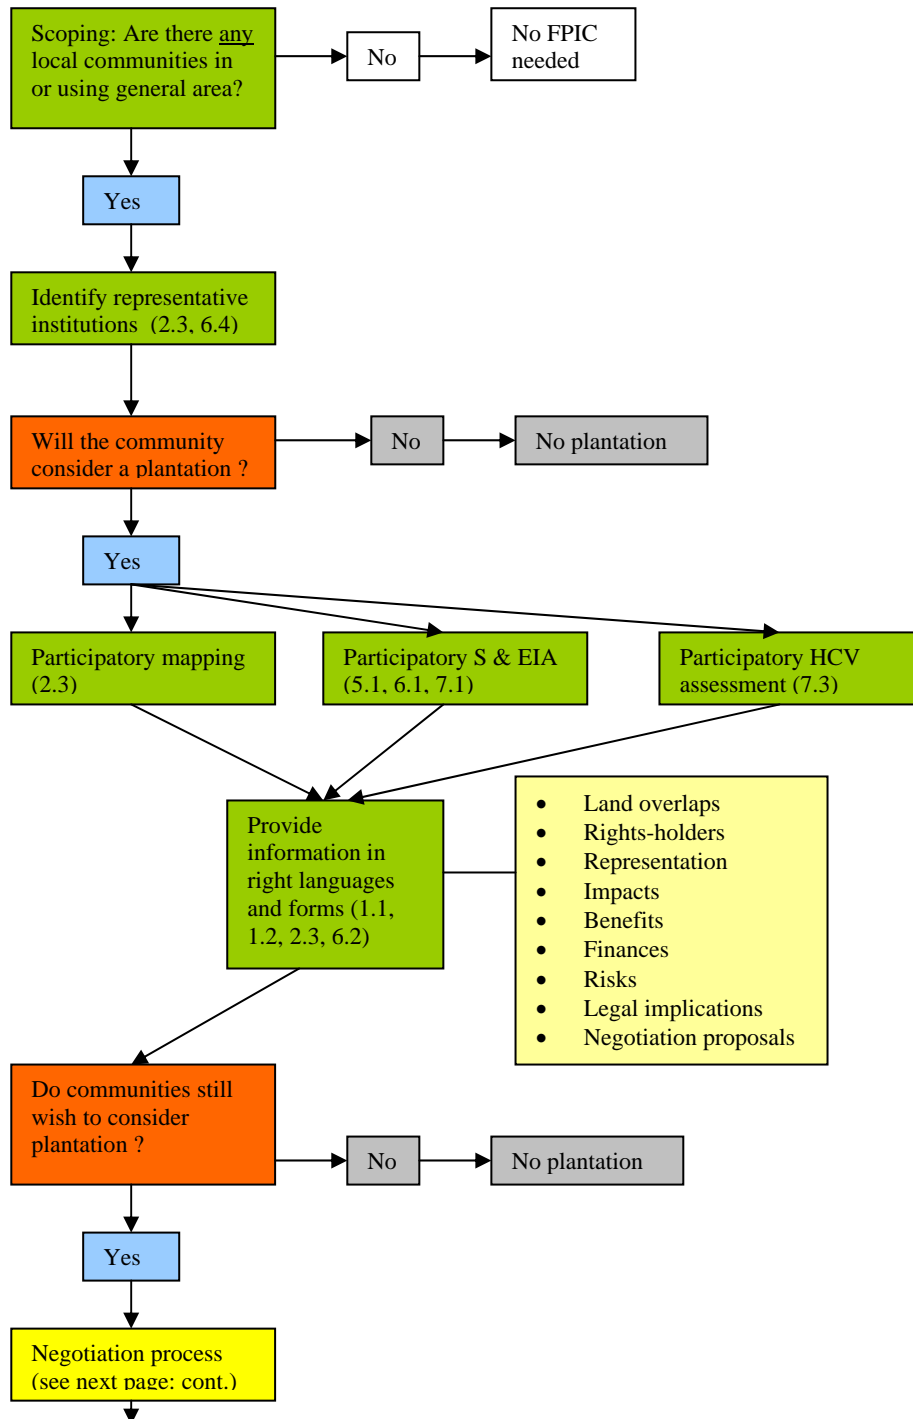 Scoping: Are there any
local communities in
or using general area?
No
No FPIC
needed
Yes
Identify representative
institutions  (2.3, 6.4)
Will the community
consider a plantation ?
No
No plantation
Yes
Participatory mapping
(2.3)
Participatory S & EIA
(5.1, 6.1, 7.1)
Participatory HCV
assessment (7.3)
Provide
information in
right languages
and forms (1.1,
1.2, 2.3, 6.2)
• Land overlaps
• Rights-holders
• Representation
• Impacts
• Benefits
• Finances
• Risks
• Legal implications
• Negotiation proposals
Do communities still
wish to consider
plantation ?
No
No plantation
Yes
Negotiation process
(see next page: cont.)